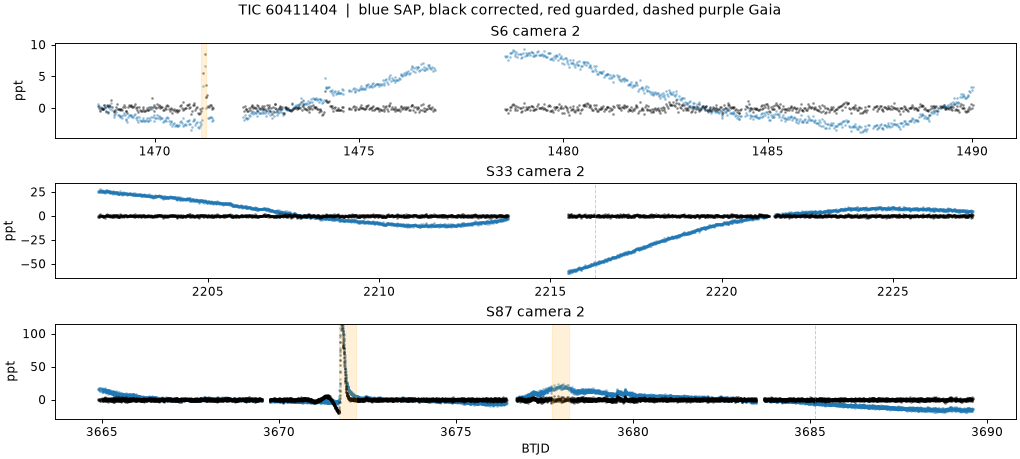 TIC 60411404 | blue SAP, black corrected, red guarded, dashed purple Gaia
S6 camera 2
10
5
0
ppt
1470 1475 1480 1485 1490
S33 camera 2
25
0
−25
−50
ppt
2205 2210 2215 2220 2225
S87 camera 2
100
50
0
ppt
3665 3670 3675 3680 3685 3690
BTJD